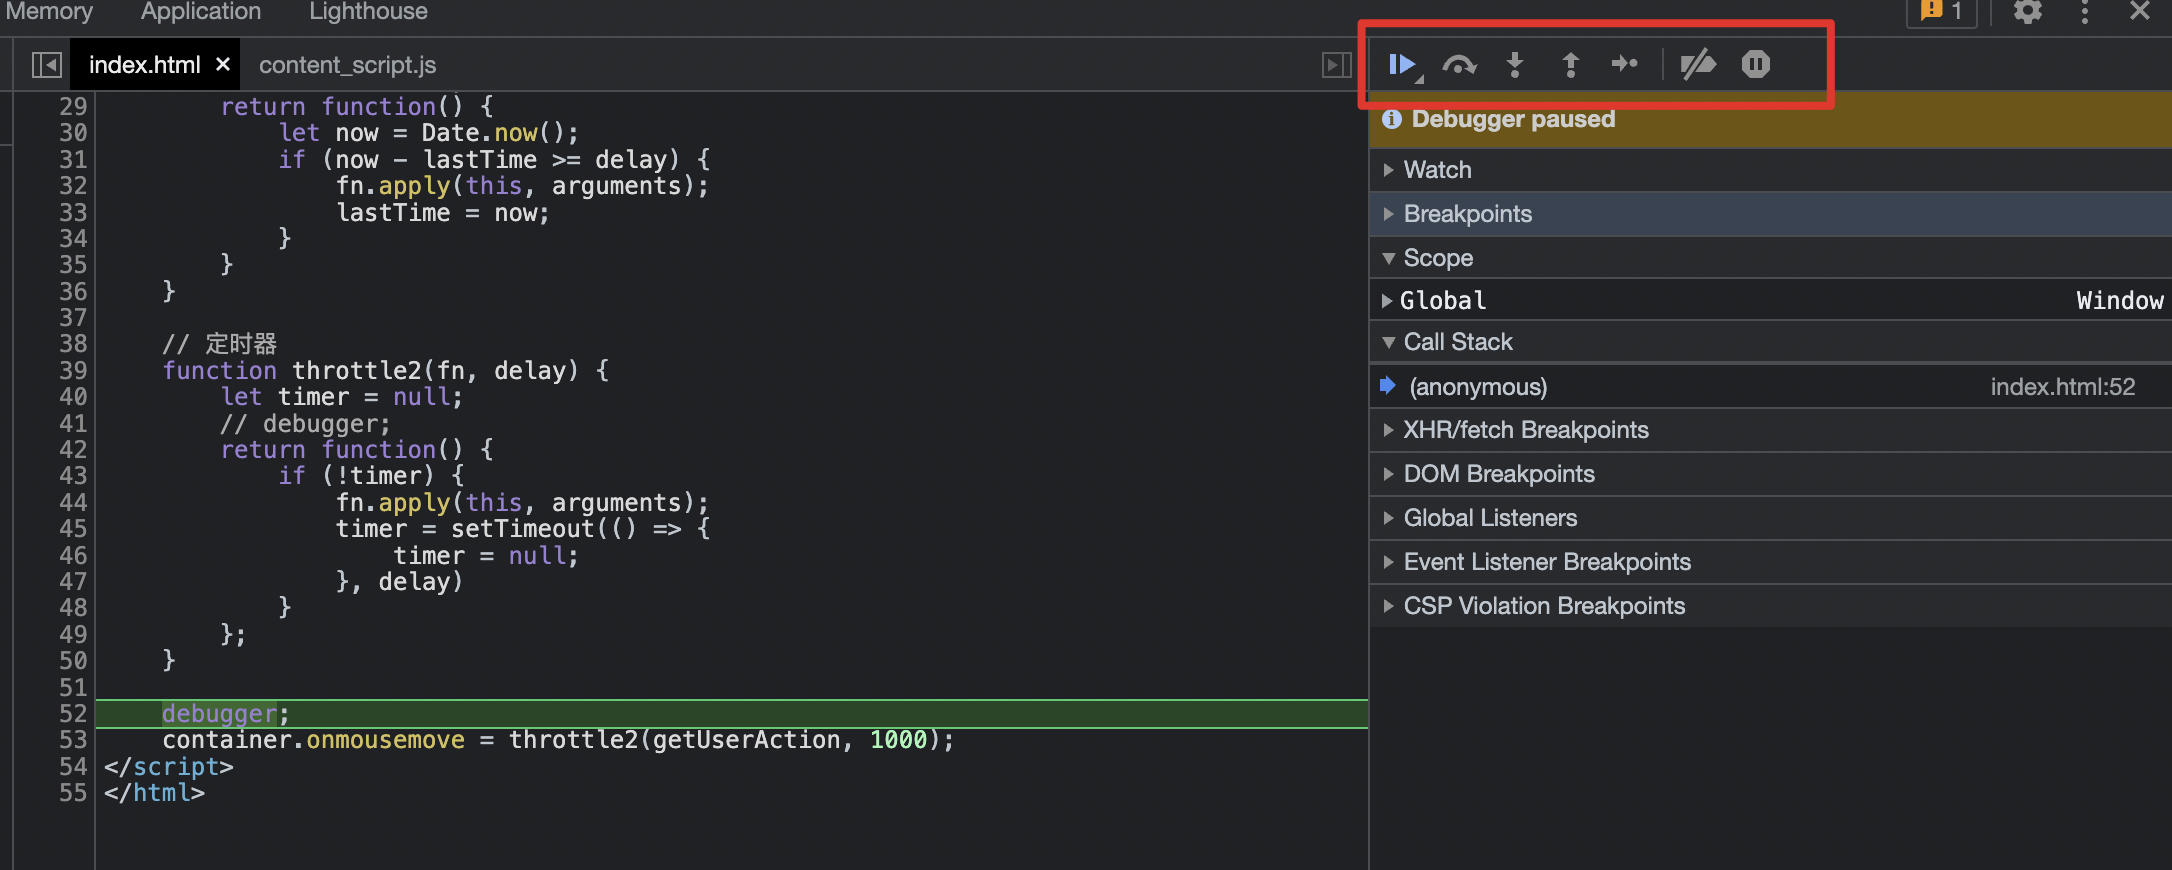 Memory Application Lighthouse 1
index.html × content_script.js
29 return function() {
30 let now = Date.now();
31 if (now - lastTime >= delay) {
32 fn.apply(this, arguments);
33 lastTime = now;
34 }
35 }
36 }
37
38 // 定时器
39 function throttle2(fn, delay) {
40 let timer = null;
41 // debugger;
42 return function() {
43 if (!timer) {
44 fn.apply(this, arguments);
45 timer = setTimeout(() => {
46 timer = null;
47 }, delay)
48 }
49 };
50 }
51
52 debugger;
53 container.onmousemove = throttle2(getUserAction, 1000);
54 </script>
55 </html>
Debugger paused
Watch
Breakpoints
Scope
Global Window
Call Stack
(anonymous) index.html:52
XHR/fetch Breakpoints
DOM Breakpoints
Global Listeners
Event Listener Breakpoints
CSP Violation Breakpoints